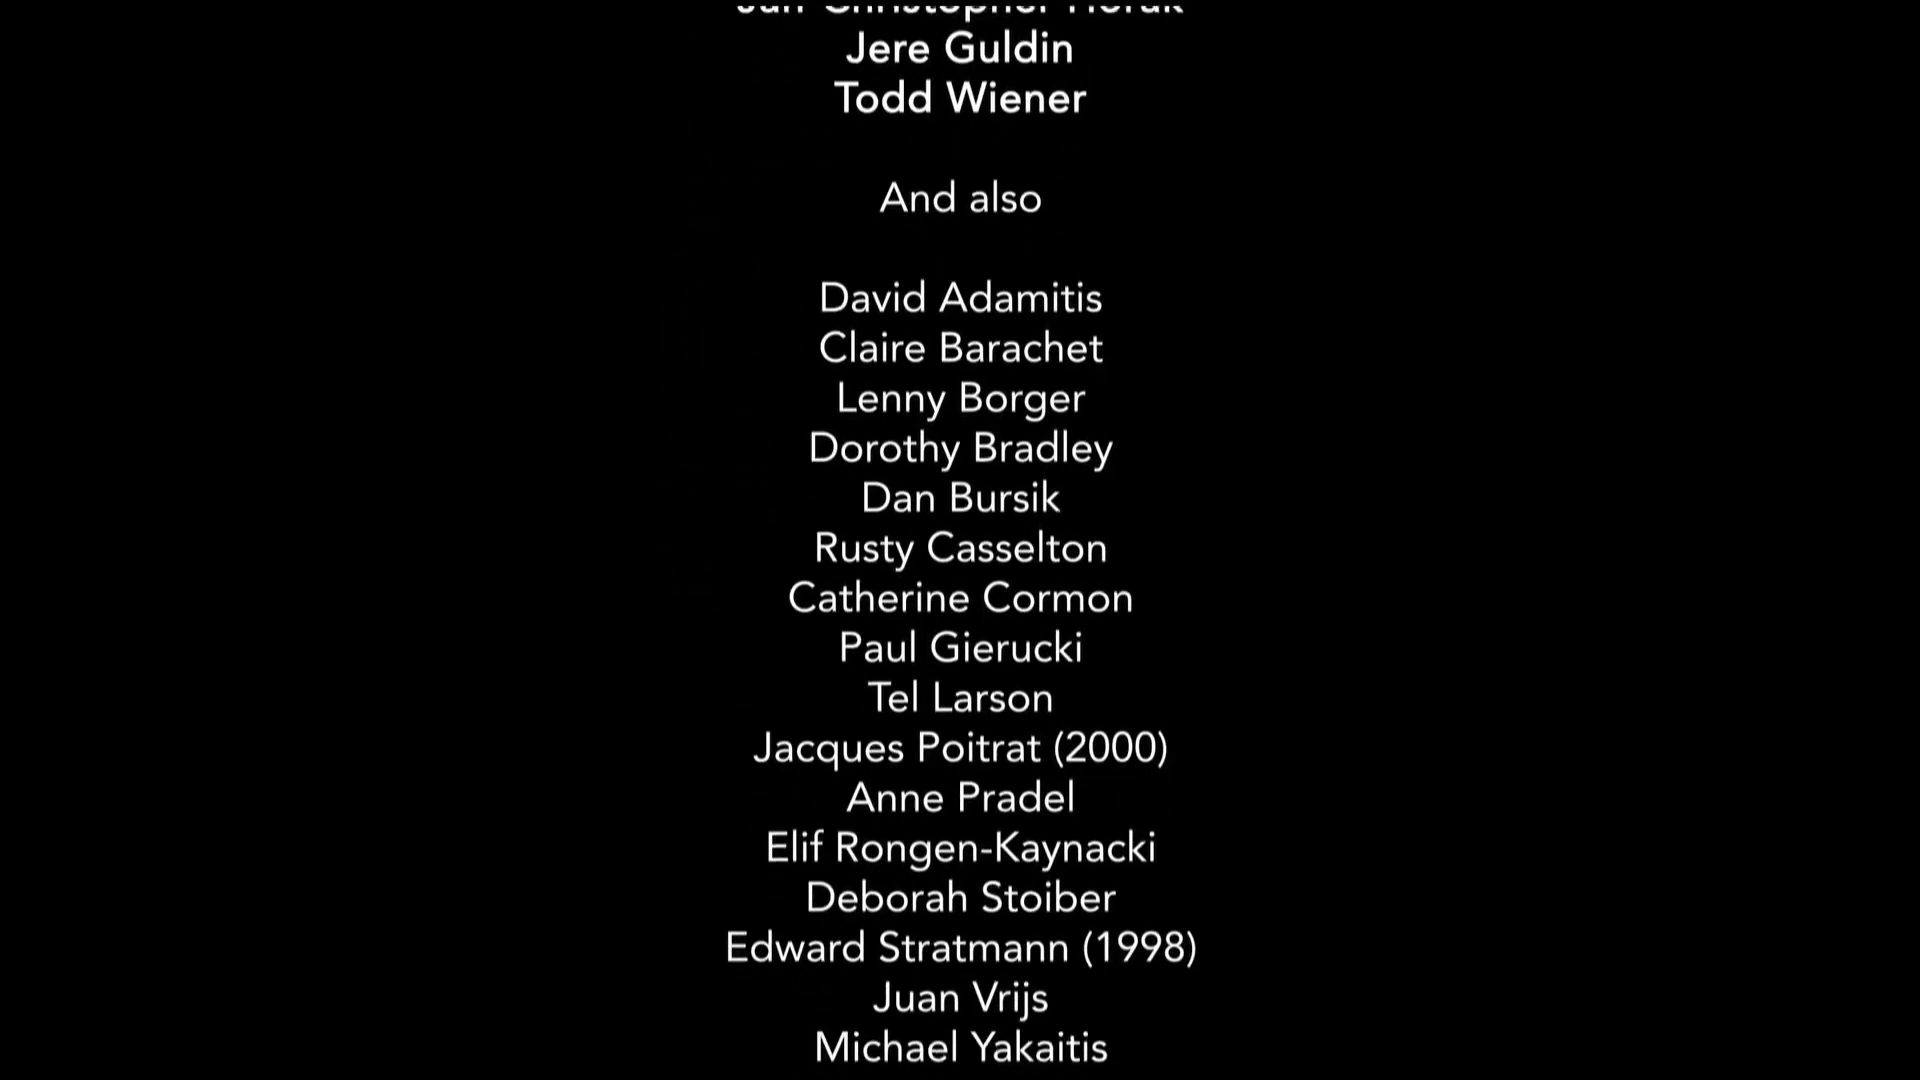 Jere Guldin
Todd Wiener
And also
David Adamitis
Claire Barachet
Lenny Borger
Dorothy Bradley
Dan Bursik
Rusty Casselton
Catherine Cormon
Paul Gierucki
Tel Larson
Jacques Poitrat (2000)
Anne Pradel
Elif Rongen-Kaynacki
Deborah Stoiber
Edward Stratmann (1998)
Juan Vrijs
Michael Yakaitis